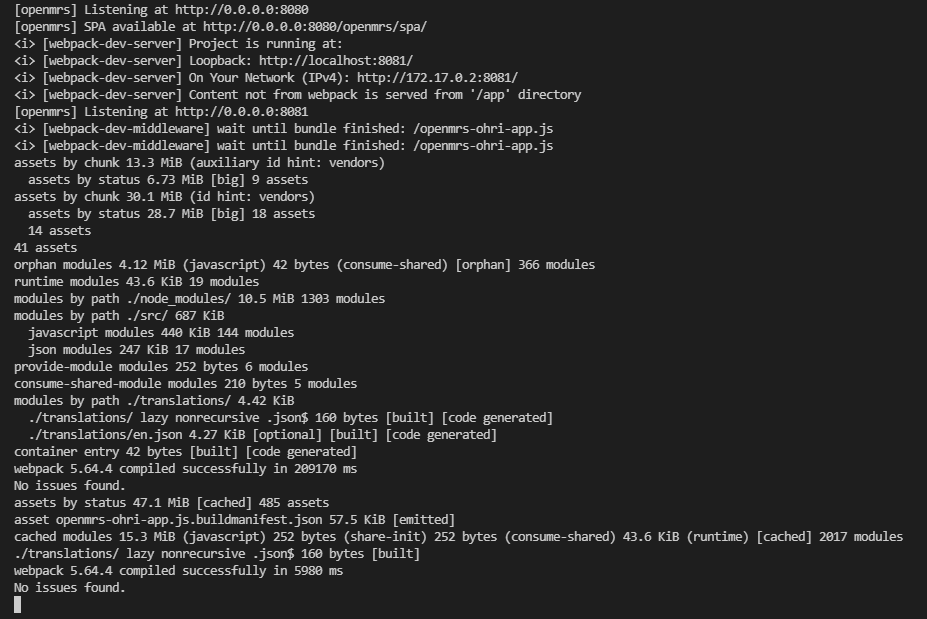 [openmrs] Listening at http://0.0.0.0:8080
[openmrs] SPA available at http://0.0.0.0:8080/openmrs/spa/
<i> [webpack-dev-server] Project is running at:
<i> [webpack-dev-server] Loopback: http://localhost:8081/
<i> [webpack-dev-server] On Your Network (IPv4): http://172.17.0.2:8081/
<i> [webpack-dev-server] Content not from webpack is served from '/app' directory
[openmrs] Listening at http://0.0.0.0:8081
<i> [webpack-dev-middleware] wait until bundle finished: /openmrs-ohri-app.js
<i> [webpack-dev-middleware] wait until bundle finished: /openmrs-ohri-app.js
assets by chunk 13.3 MiB (auxiliary id hint: vendors)
  assets by status 6.73 MiB [big] 9 assets
assets by chunk 30.1 MiB (id hint: vendors)
  assets by status 28.7 MiB [big] 18 assets
  14 assets
41 assets
orphan modules 4.12 MiB (javascript) 42 bytes (consume-shared) [orphan] 366 modules
runtime modules 43.6 KiB 19 modules
modules by path ./node_modules/ 10.5 MiB 1303 modules
modules by path ./src/ 687 KiB
  javascript modules 440 KiB 144 modules
  json modules 247 KiB 17 modules
provide-module modules 252 bytes 6 modules
consume-shared-module modules 210 bytes 5 modules
modules by path ./translations/ 4.42 KiB
  ./translations/ lazy nonrecursive .json$ 160 bytes [built] [code generated]
  ./translations/en.json 4.27 KiB [optional] [built] [code generated]
container entry 42 bytes [built] [code generated]
webpack 5.64.4 compiled successfully in 209170 ms
No issues found.
assets by status 47.1 MiB [cached] 485 assets
asset openmrs-ohri-app.js.buildmanifest.json 57.5 KiB [emitted]
cached modules 15.3 MiB (javascript) 252 bytes (share-init) 252 bytes (consume-shared) 43.6 KiB (runtime) [cached] 2017 modules
./translations/ lazy nonrecursive .json$ 160 bytes [built]
webpack 5.64.4 compiled successfully in 5980 ms
No issues found.